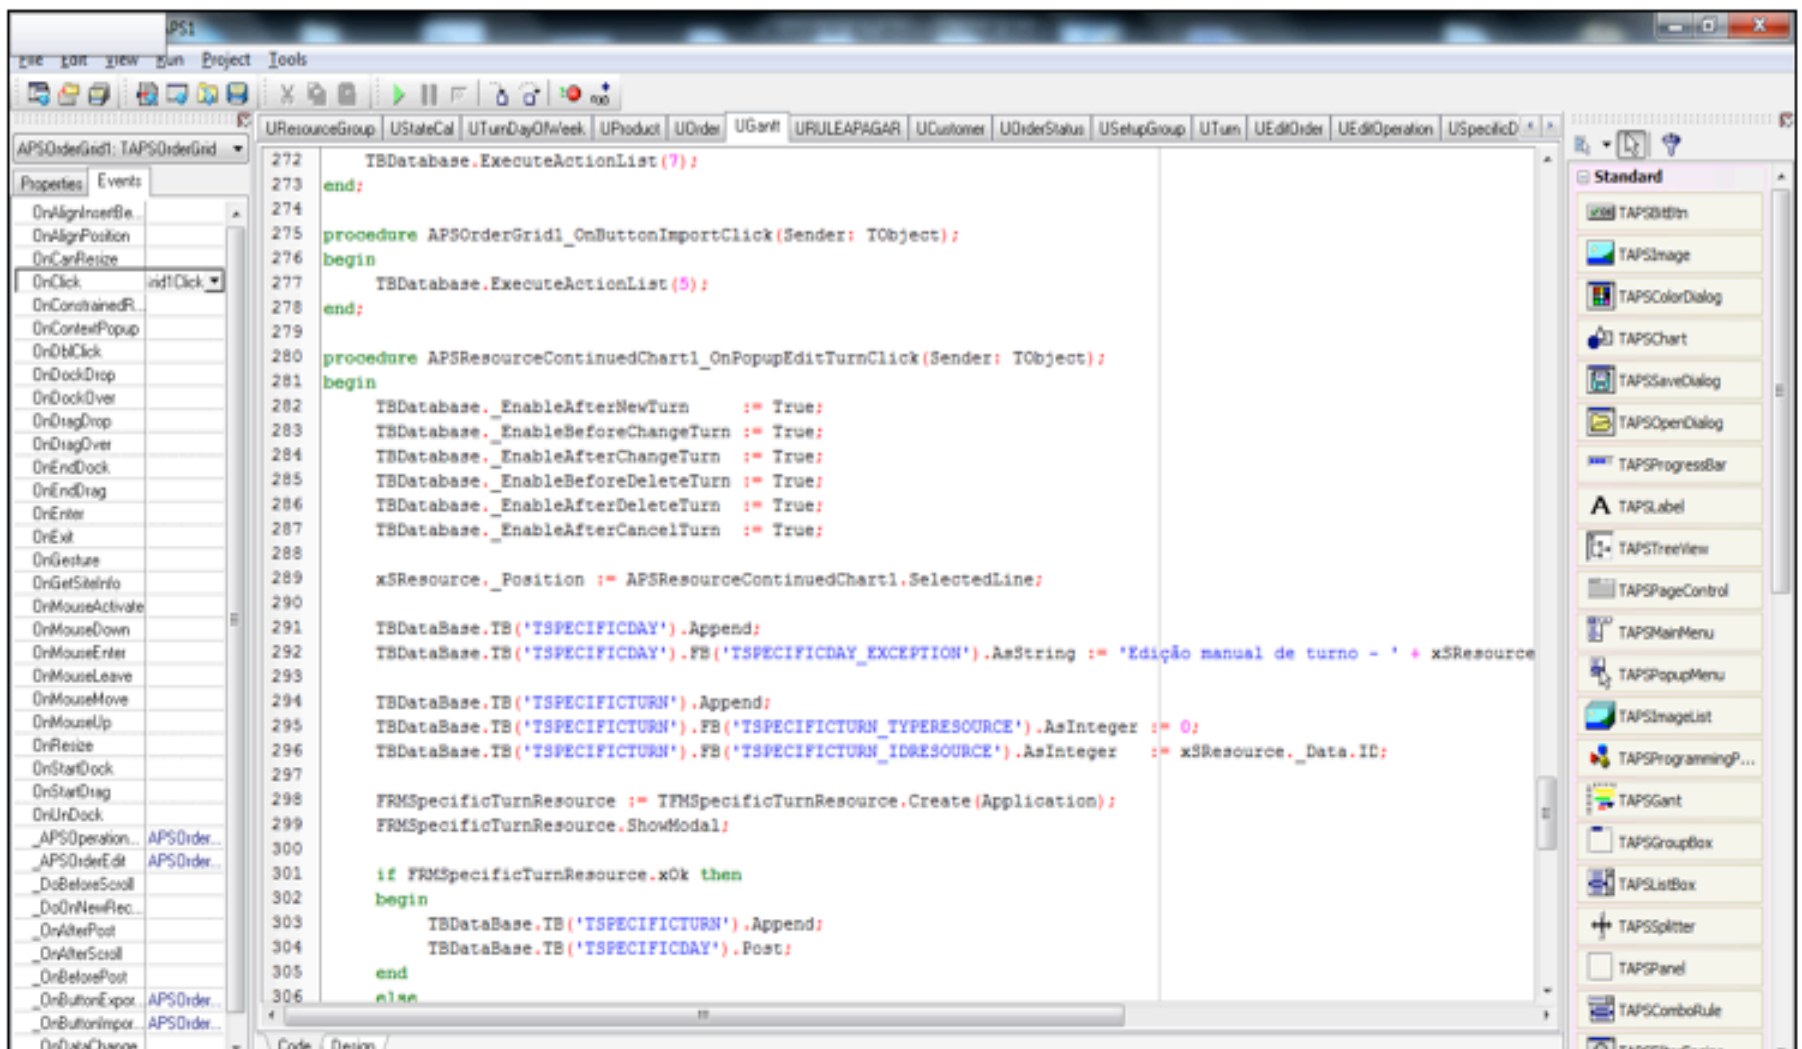 APS1
File Edit View Run Project Tools
APSOrderGrid1: TAPSOrderGrid
Properties Events
OnAlignInsertBe...
OnAlignPosition
OnCanResize
OnClick rid1Click
OnConstrainedR...
OnContextPopup
OnDblClick
OnDockDrop
OnDockOver
OnDragDrop
OnDragOver
OnEndDock
OnEndDrag
OnEnter
OnExit
OnGesture
OnGetSiteInfo
OnMouseActivate
OnMouseDown
OnMouseEnter
OnMouseLeave
OnMouseMove
OnMouseUp
OnResize
OnStartDock
OnStartDrag
OnUnDock
_APSOperation... APSOrder...
_APSOrderEdit APSOrder...
_DoBeforeScroll
_DoOnNewRec...
_OnAfterPost
_OnAfterScroll
_OnBeforePost
_OnButtonExpor... APSOrder...
_OnButtonImpor... APSOrder...
_OnDataChange
UResourceGroup UStateCal UTurnDayOfWeek UProduct UOrder UGantt URULEAPAGAR UCustomer UOrderStatus USetupGroup UTurn UEditOrder UEditOperation USpecificD
272 TBDatabase.ExecuteActionList(7);
273 end;
274
275 procedure APSOrderGrid1_OnButtonImportClick(Sender: TObject);
276 begin
277 TBDatabase.ExecuteActionList(5);
278 end;
279
280 procedure APSResourceContinuedChart1_OnPopupEditTurnClick(Sender: TObject);
281 begin
282 TBDatabase._EnableAfterNewTurn := True;
283 TBDatabase._EnableBeforeChangeTurn := True;
284 TBDatabase._EnableAfterChangeTurn := True;
285 TBDatabase._EnableBeforeDeleteTurn := True;
286 TBDatabase._EnableAfterDeleteTurn := True;
287 TBDatabase._EnableAfterCancelTurn := True;
288
289 xSResource._Position := APSResourceContinuedChart1.SelectedLine;
290
291 TBDataBase.TB('TSPECIFICDAY').Append;
292 TBDataBase.TB('TSPECIFICDAY').FB('TSPECIFICDAY_EXCEPTION').AsString := 'Edição manual de turno - ' + xSResource
293
294 TBDataBase.TB('TSPECIFICTURN').Append;
295 TBDataBase.TB('TSPECIFICTURN').FB('TSPECIFICTURN_TYPERESOURCE').AsInteger := 0;
296 TBDataBase.TB('TSPECIFICTURN').FB('TSPECIFICTURN_IDRESOURCE').AsInteger := xSResource._Data.ID;
297
298 FRMSpecificTurnResource := TFMSpecificTurnResource.Create(Application);
299 FRMSpecificTurnResource.ShowModal;
300
301 if FRMSpecificTurnResource.xOk then
302 begin
303 TBDataBase.TB('TSPECIFICTURN').Append;
304 TBDataBase.TB('TSPECIFICDAY').Post;
305 end
306 else
Code Design
Standard
TAPSBitBtn
TAPSImage
TAPSColorDialog
TAPSChart
TAPSSaveDialog
TAPSOpenDialog
TAPSProgressBar
TAPSLabel
TAPSTreeView
TAPSPageControl
TAPSMainMenu
TAPSPopupMenu
TAPSImageList
TAPSProgrammingP...
TAPSGant
TAPSGroupBox
TAPSListBox
TAPSSplitter
TAPSPanel
TAPSComboRule